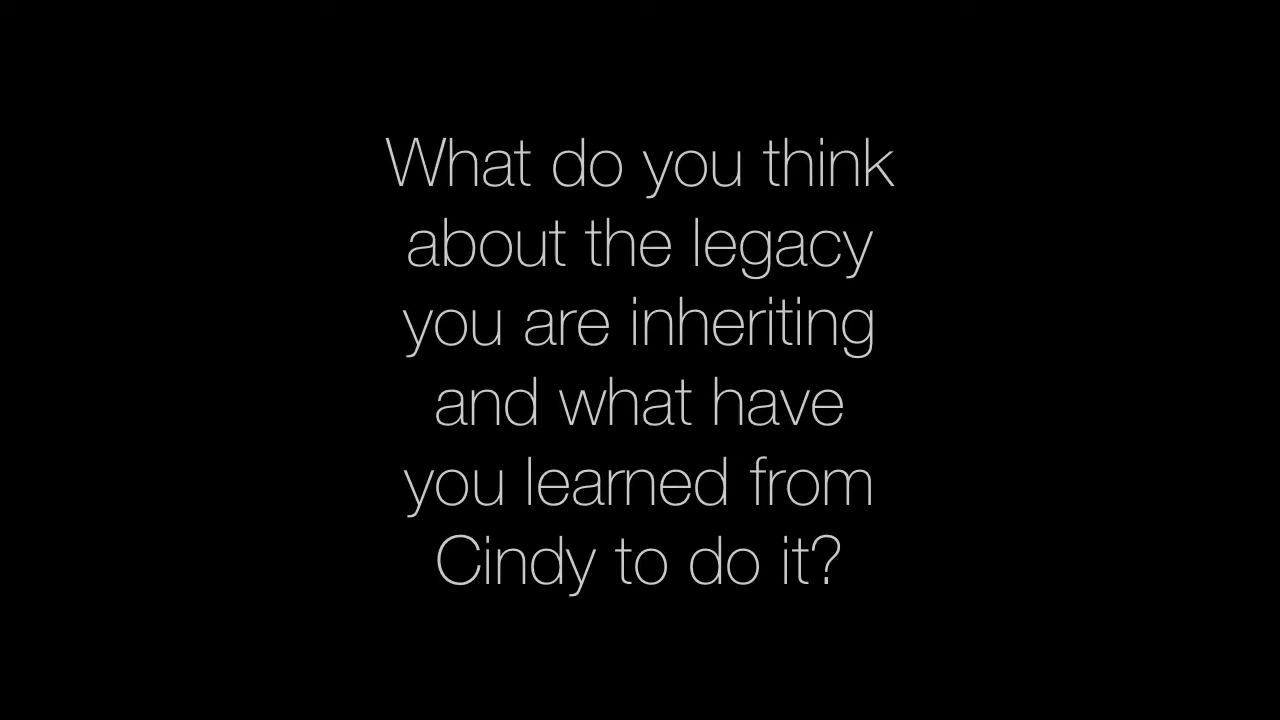 What do you think
about the legacy
you are inheriting
and what have
you learned from
Cindy to do it?